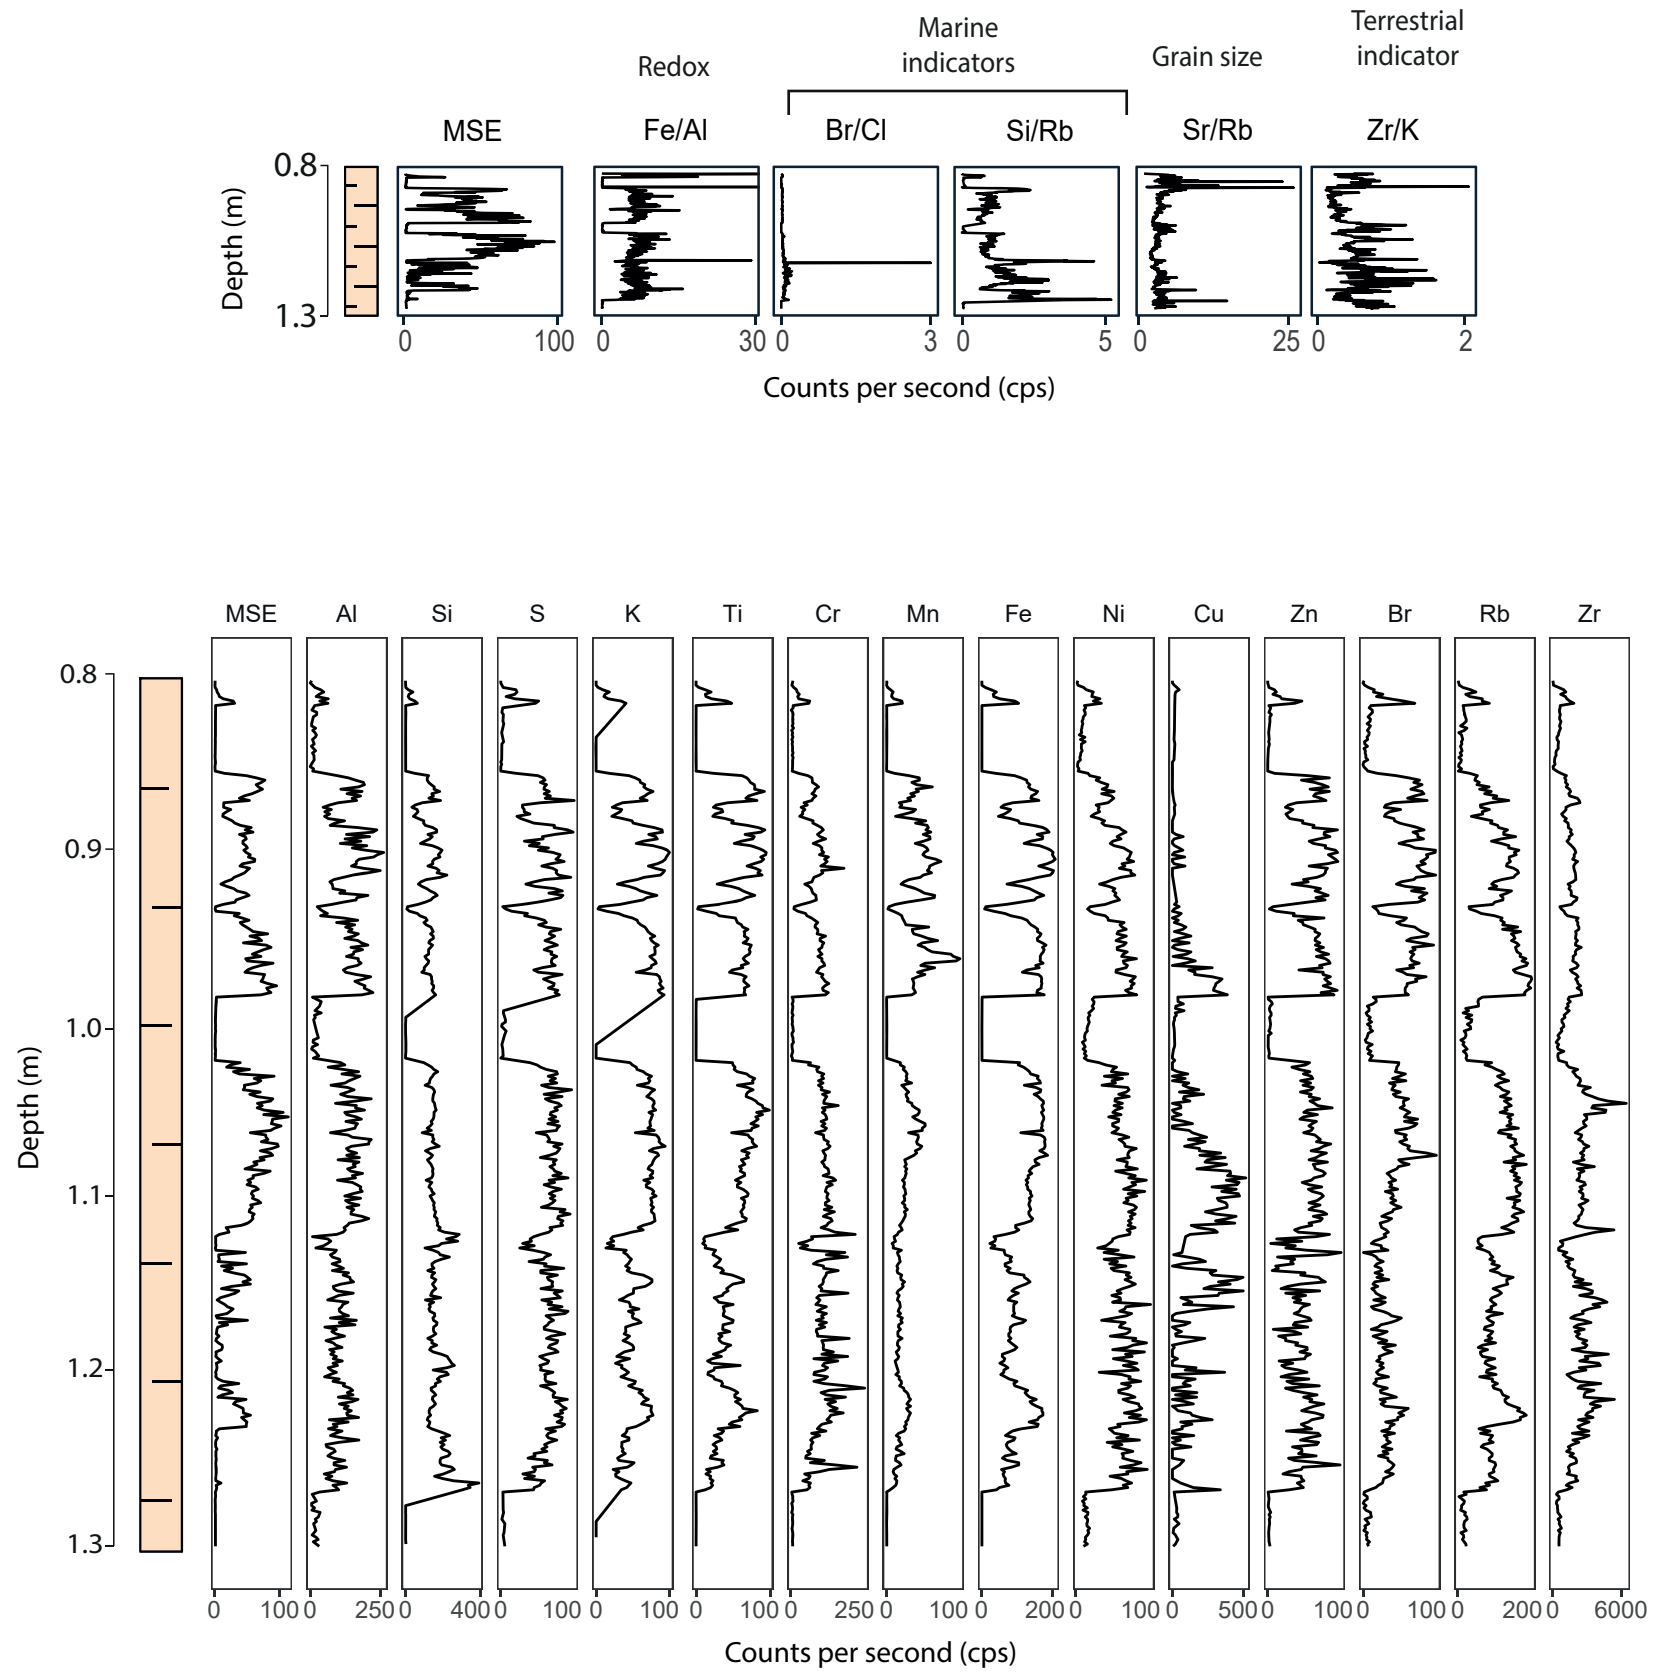 Marine
indicators
Terrestrial
indicator
Redox
Grain size
MSE Fe/Al Br/Cl Si/Rb Sr/Rb Zr/K
0.8
Depth (m)
1.3
0 100 0 30 0 3 0 5 0 25 0 2
Counts per second (cps)
MSE Al Si S K Ti Cr Mn Fe Ni Cu Zn Br Rb Zr
0.8
0.9
1.0
Depth (m)
1.1
1.2
1.3
0 100 0 250 0 400 0 100 0 100 0 100 0 250 0 100 0 200 0 100 0 500 0 100 0 100 0 200 0 6000
Counts per second (cps)